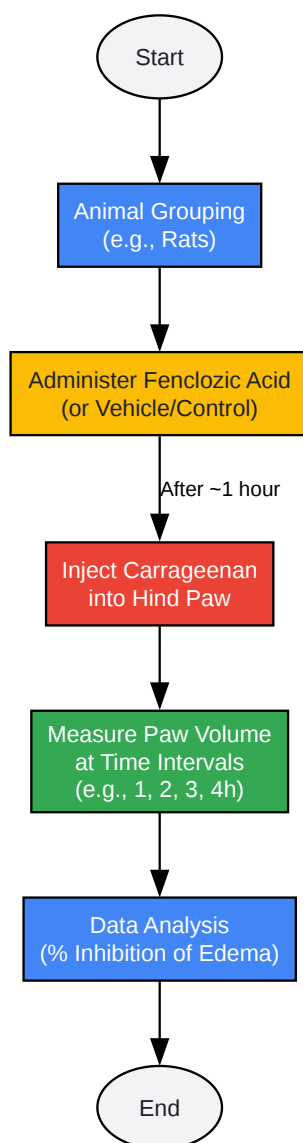 Start
Animal Grouping
(e.g., Rats)
Administer Fenclozic Acid
(or Vehicle/Control)
After ~1 hour
Inject Carrageenan
into Hind Paw
Measure Paw Volume
at Time Intervals
(e.g., 1, 2, 3, 4h)
Data Analysis
(% Inhibition of Edema)
End